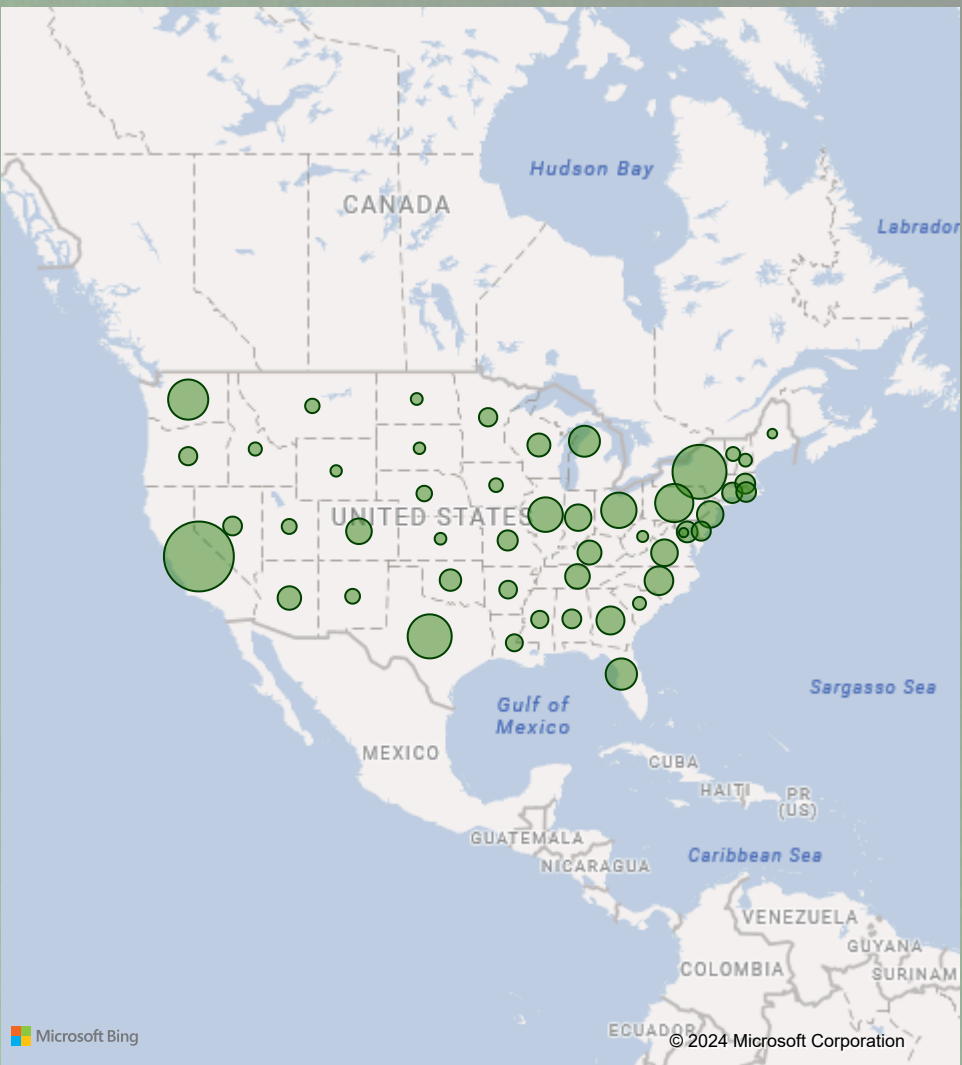 Hudson Bay
CANADA
Labrador
UNITED STATES
Sargasso Sea
Gulf of
Mexico
MEXICO
CUBA
HAITI
PR
(US)
GUATEMALA
Caribbean Sea
NICARAGUA
VENEZUELA
GUYANA
COLOMBIA
SURINAM
ECUADOR
Microsoft Bing
© 2024 Microsoft Corporation